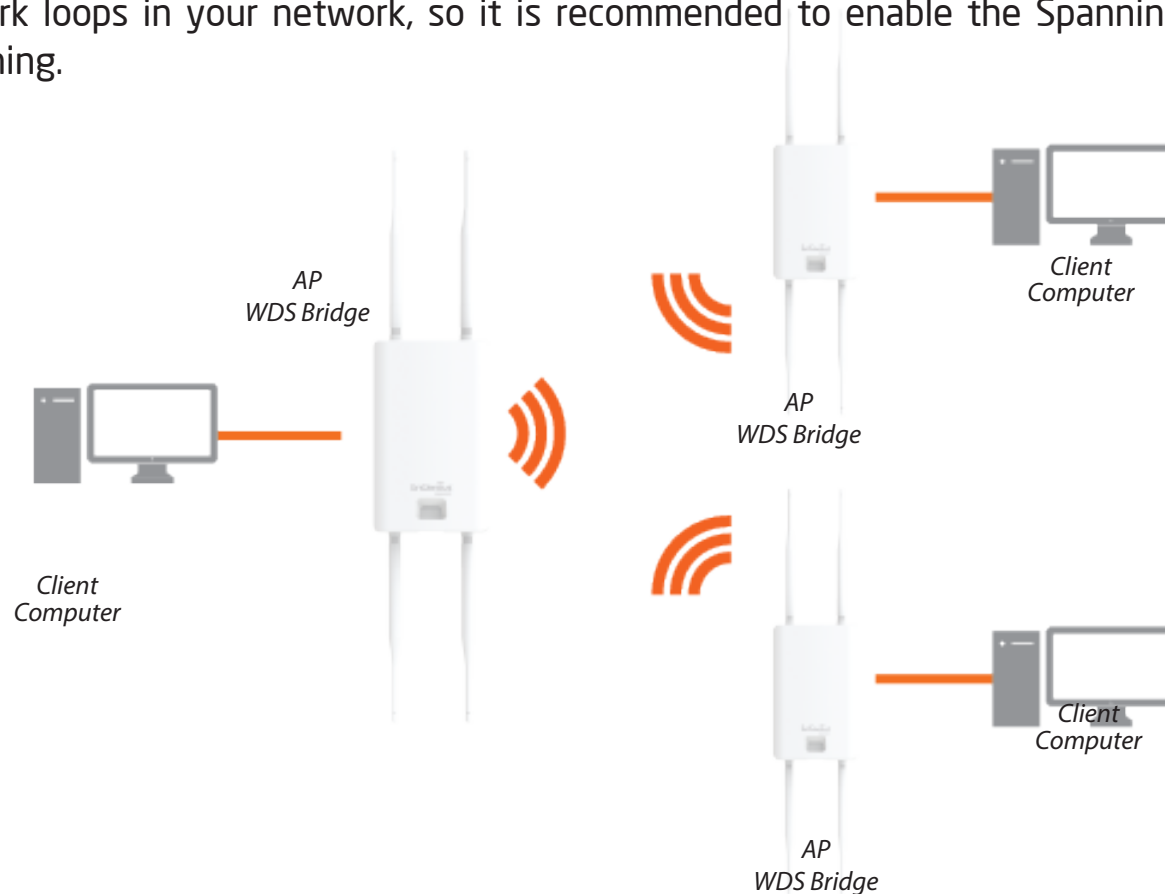 rk loops in your network, so it is recommended to enable the Spannin
ning.
AP
WDS Bridge
Client
Computer
Client
Computer
AP
WDS Bridge
Client
Computer
AP
WDS Bridge